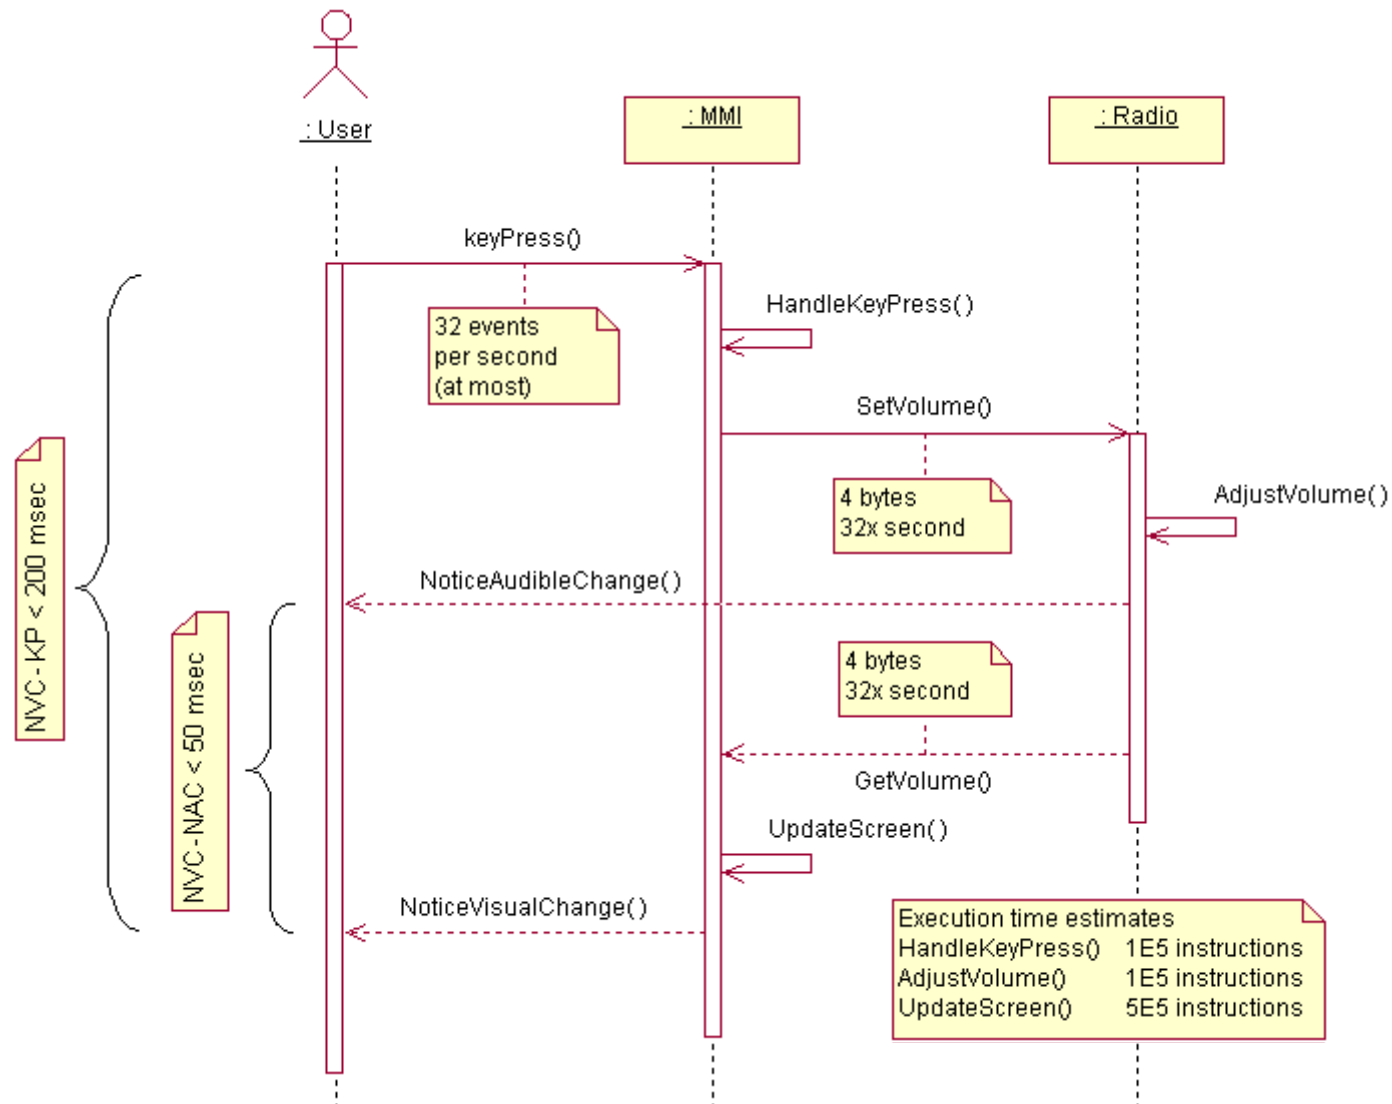 : User
: MMI
: Radio
keyPress()
32 events
per second
(at most)
HandleKeyPress()
SetVolume()
4 bytes
32x second
AdjustVolume()
NoticeAudibleChange()
4 bytes
32x second
GetVolume()
UpdateScreen()
NoticeVisualChange()
NVC-KP < 200 msec
NVC-NAC < 50 msec
Execution time estimates
HandleKeyPress() 1E5 instructions
AdjustVolume() 1E5 instructions
UpdateScreen() 5E5 instructions